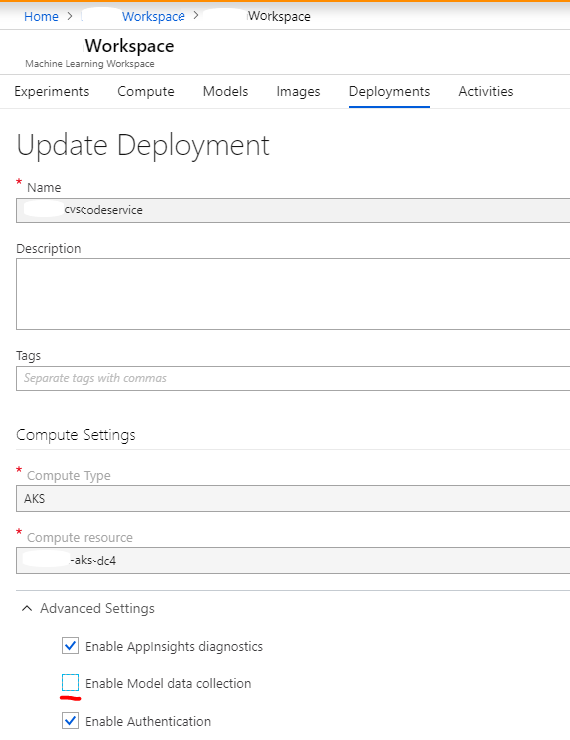 Home > Workspace > Workspace
Workspace
Machine Learning Workspace
Experiments Compute Models Images Deployments Activities
Update Deployment
* Name
cvscodeservice
Description
Tags
Separate tags with commas
Compute Settings
* Compute Type
AKS
* Compute resource
-aks-dc4
Advanced Settings
Enable AppInsights diagnostics
Enable Model data collection
Enable Authentication